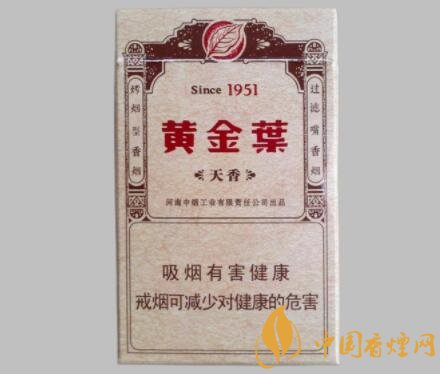 Since 1951
烤烟型香烟
过滤嘴香烟
黄金葉
天香
河南中烟工业有限责任公司出品
吸烟有害健康
戒烟可减少对健康的危害
中国香烟网